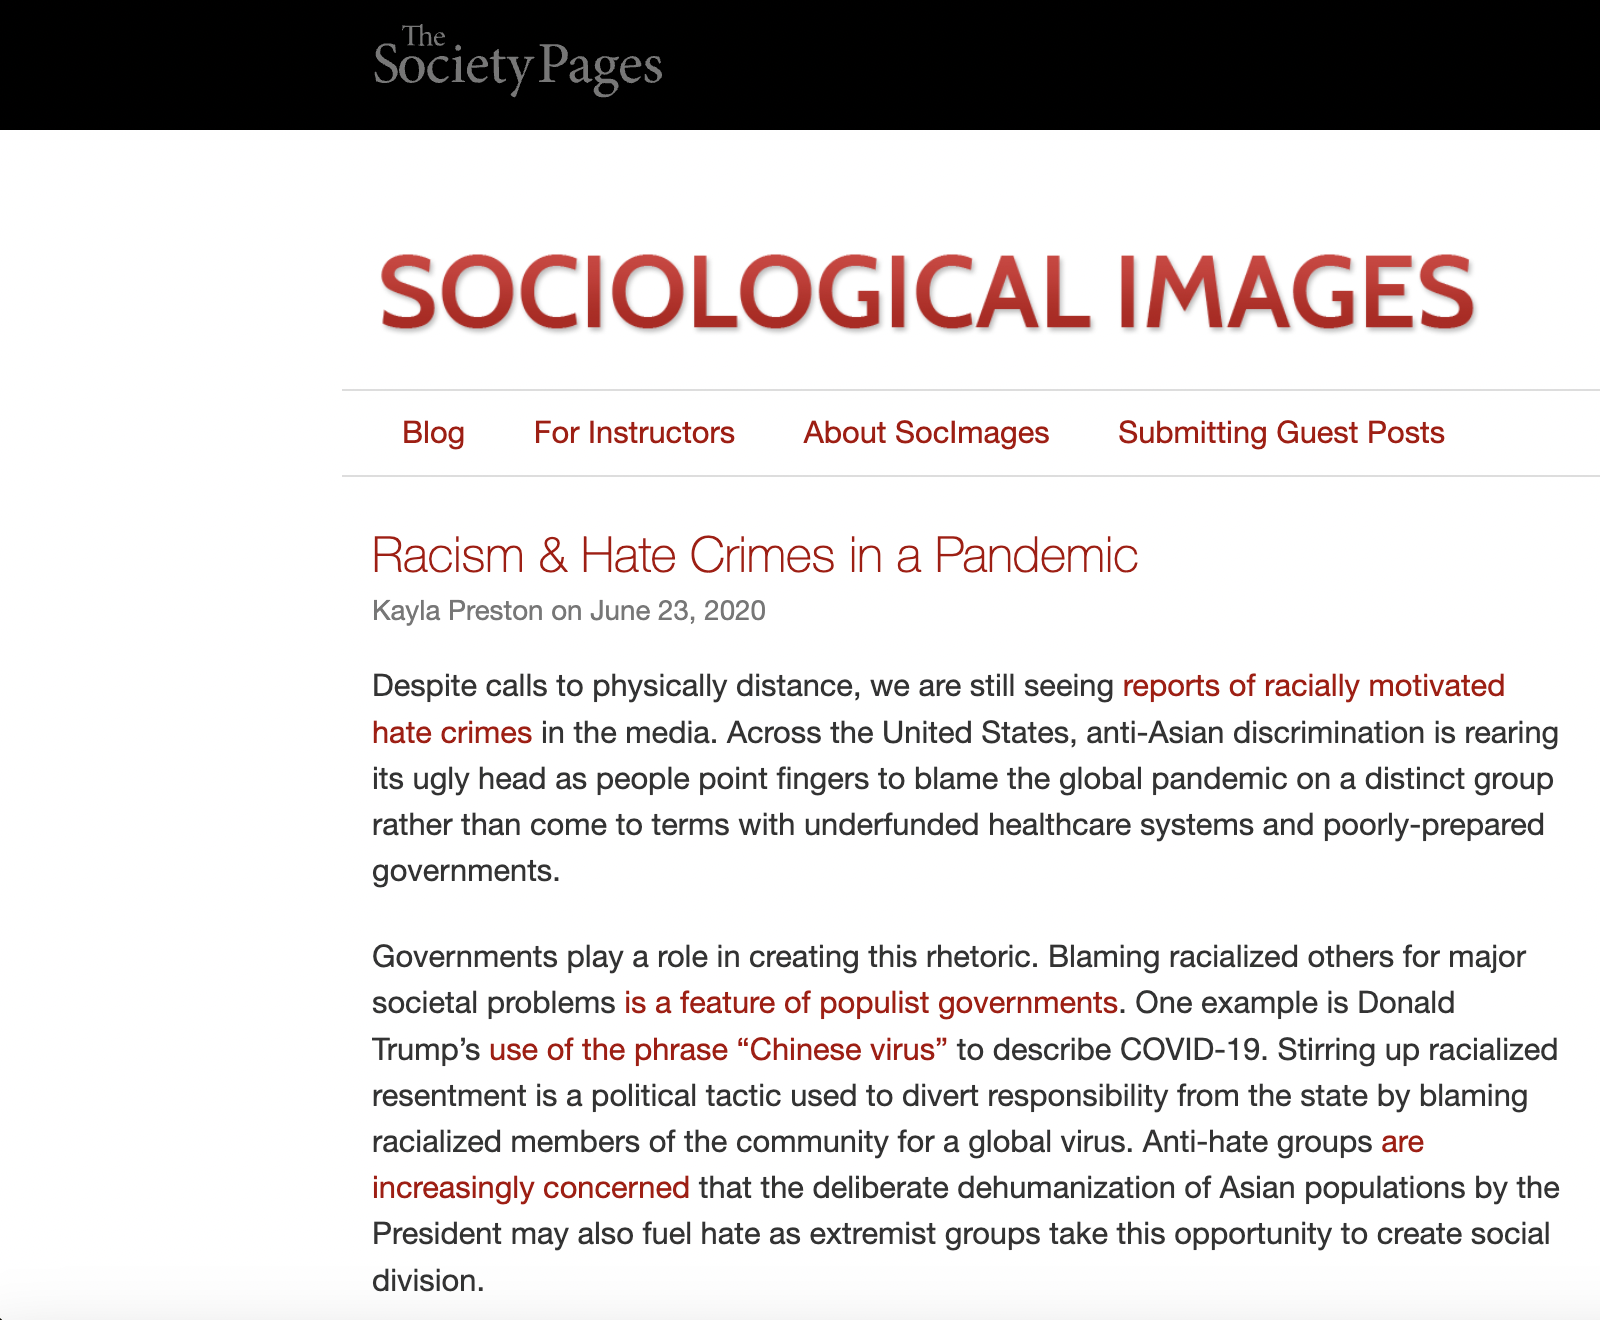 The
Society Pages
SOCIOLOGICAL IMAGES
Blog For Instructors About SocImages Submitting Guest Posts
Racism & Hate Crimes in a Pandemic
Kayla Preston on June 23, 2020
Despite calls to physically distance, we are still seeing reports of racially motivated
hate crimes in the media. Across the United States, anti-Asian discrimination is rearing
its ugly head as people point fingers to blame the global pandemic on a distinct group
rather than come to terms with underfunded healthcare systems and poorly-prepared
governments.
Governments play a role in creating this rhetoric. Blaming racialized others for major
societal problems is a feature of populist governments. One example is Donald
Trump’s use of the phrase “Chinese virus” to describe COVID-19. Stirring up racialized
resentment is a political tactic used to divert responsibility from the state by blaming
racialized members of the community for a global virus. Anti-hate groups are
increasingly concerned that the deliberate dehumanization of Asian populations by the
President may also fuel hate as extremist groups take this opportunity to create social
division.